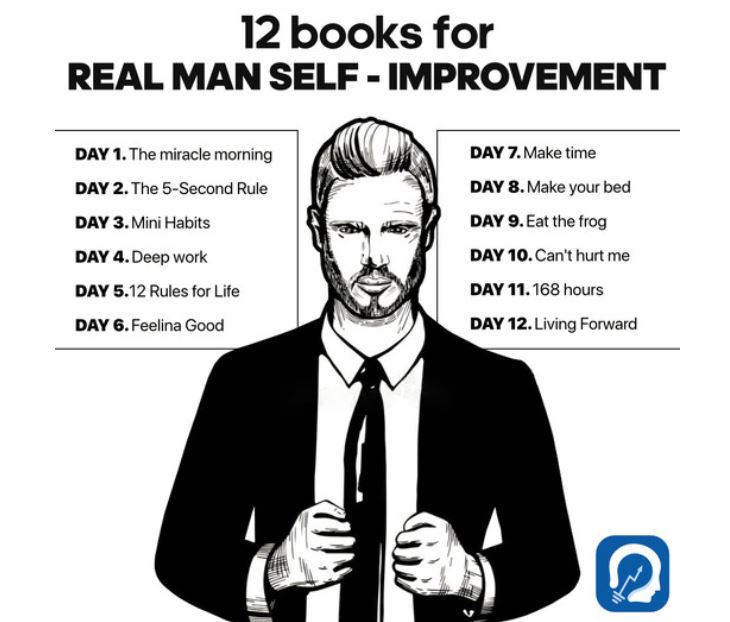 12 books for
REAL MAN SELF - IMPROVEMENT
DAY 1. The miracle morning
DAY 2. The 5-Second Rule
DAY 3. Mini Habits
DAY 4. Deep work
DAY 5.12 Rules for Life
DAY 6. Feelina Good
DAY 7. Make time
DAY 8. Make your bed
DAY 9. Eat the frog
DAY 10. Can't hurt me
DAY 11. 168 hours
DAY 12. Living Forward